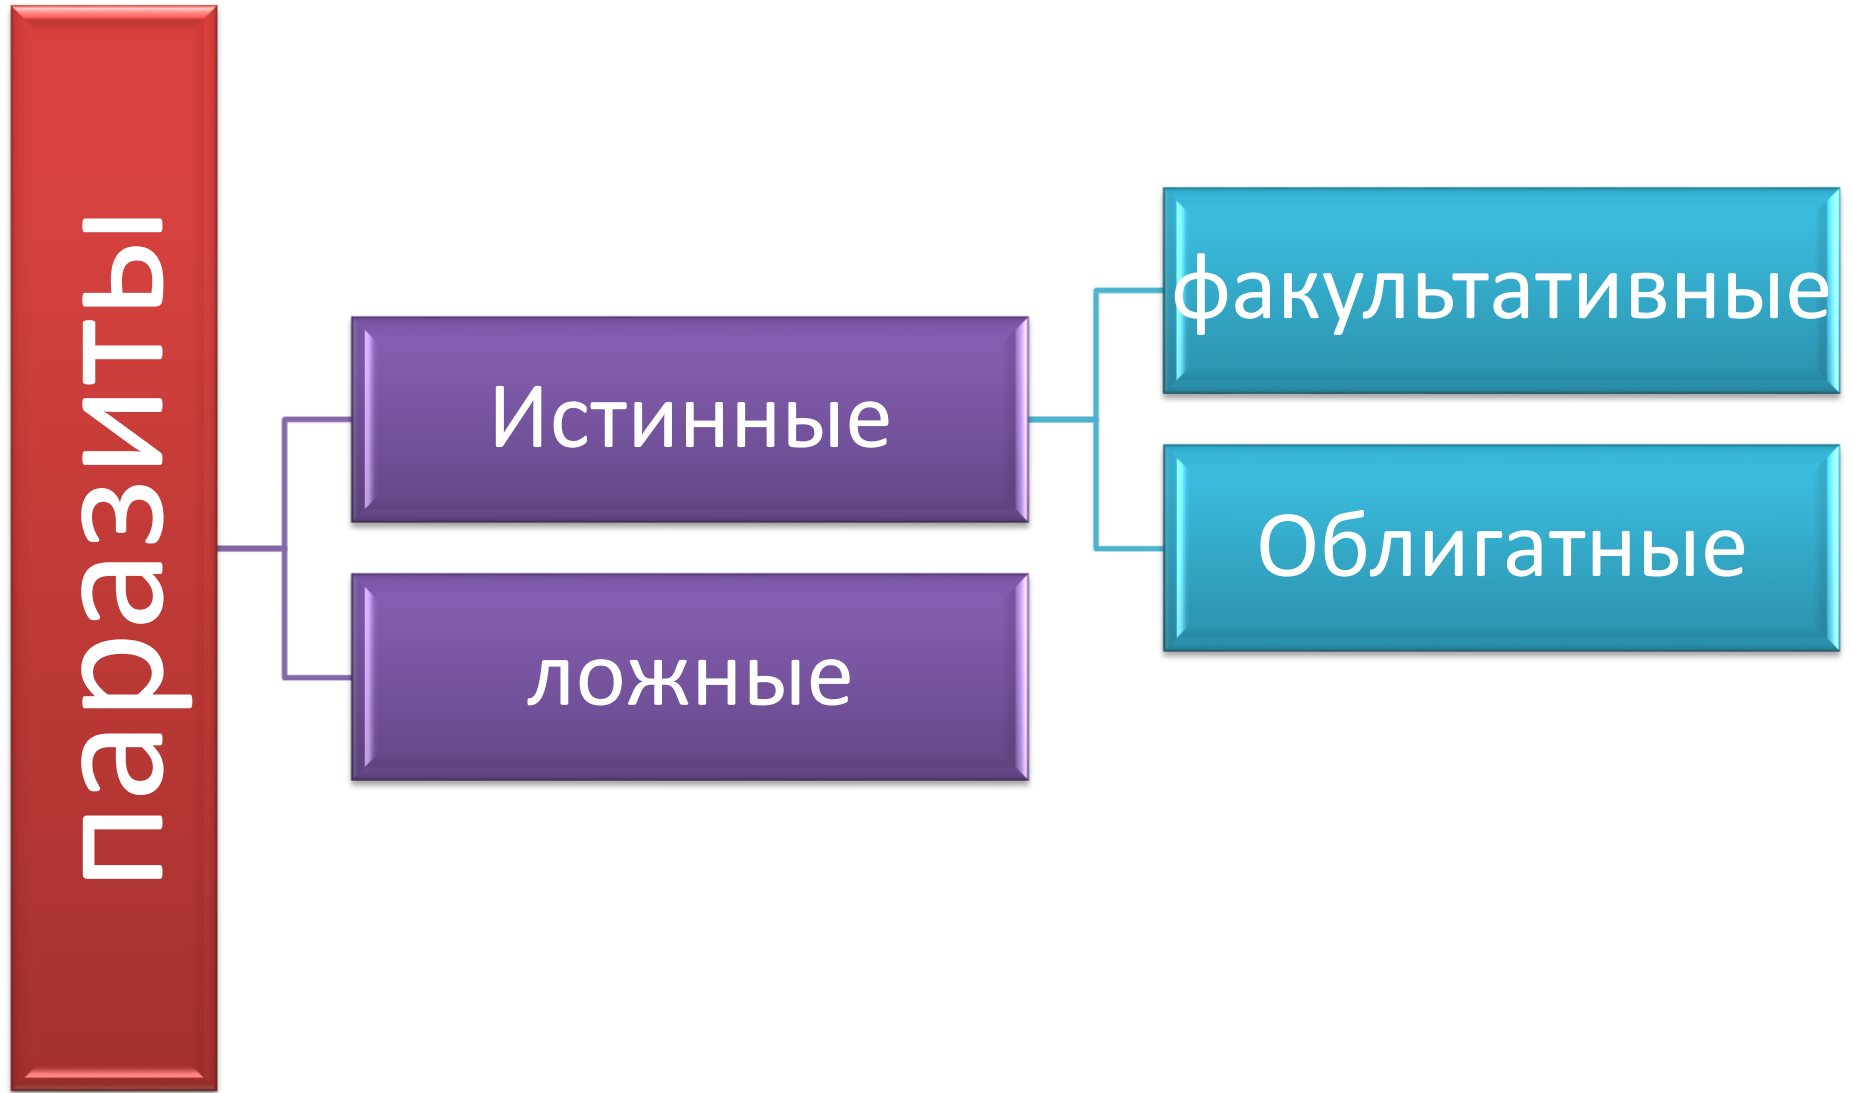 паразиты
Истинные
факультативные
Облигатные
ложные